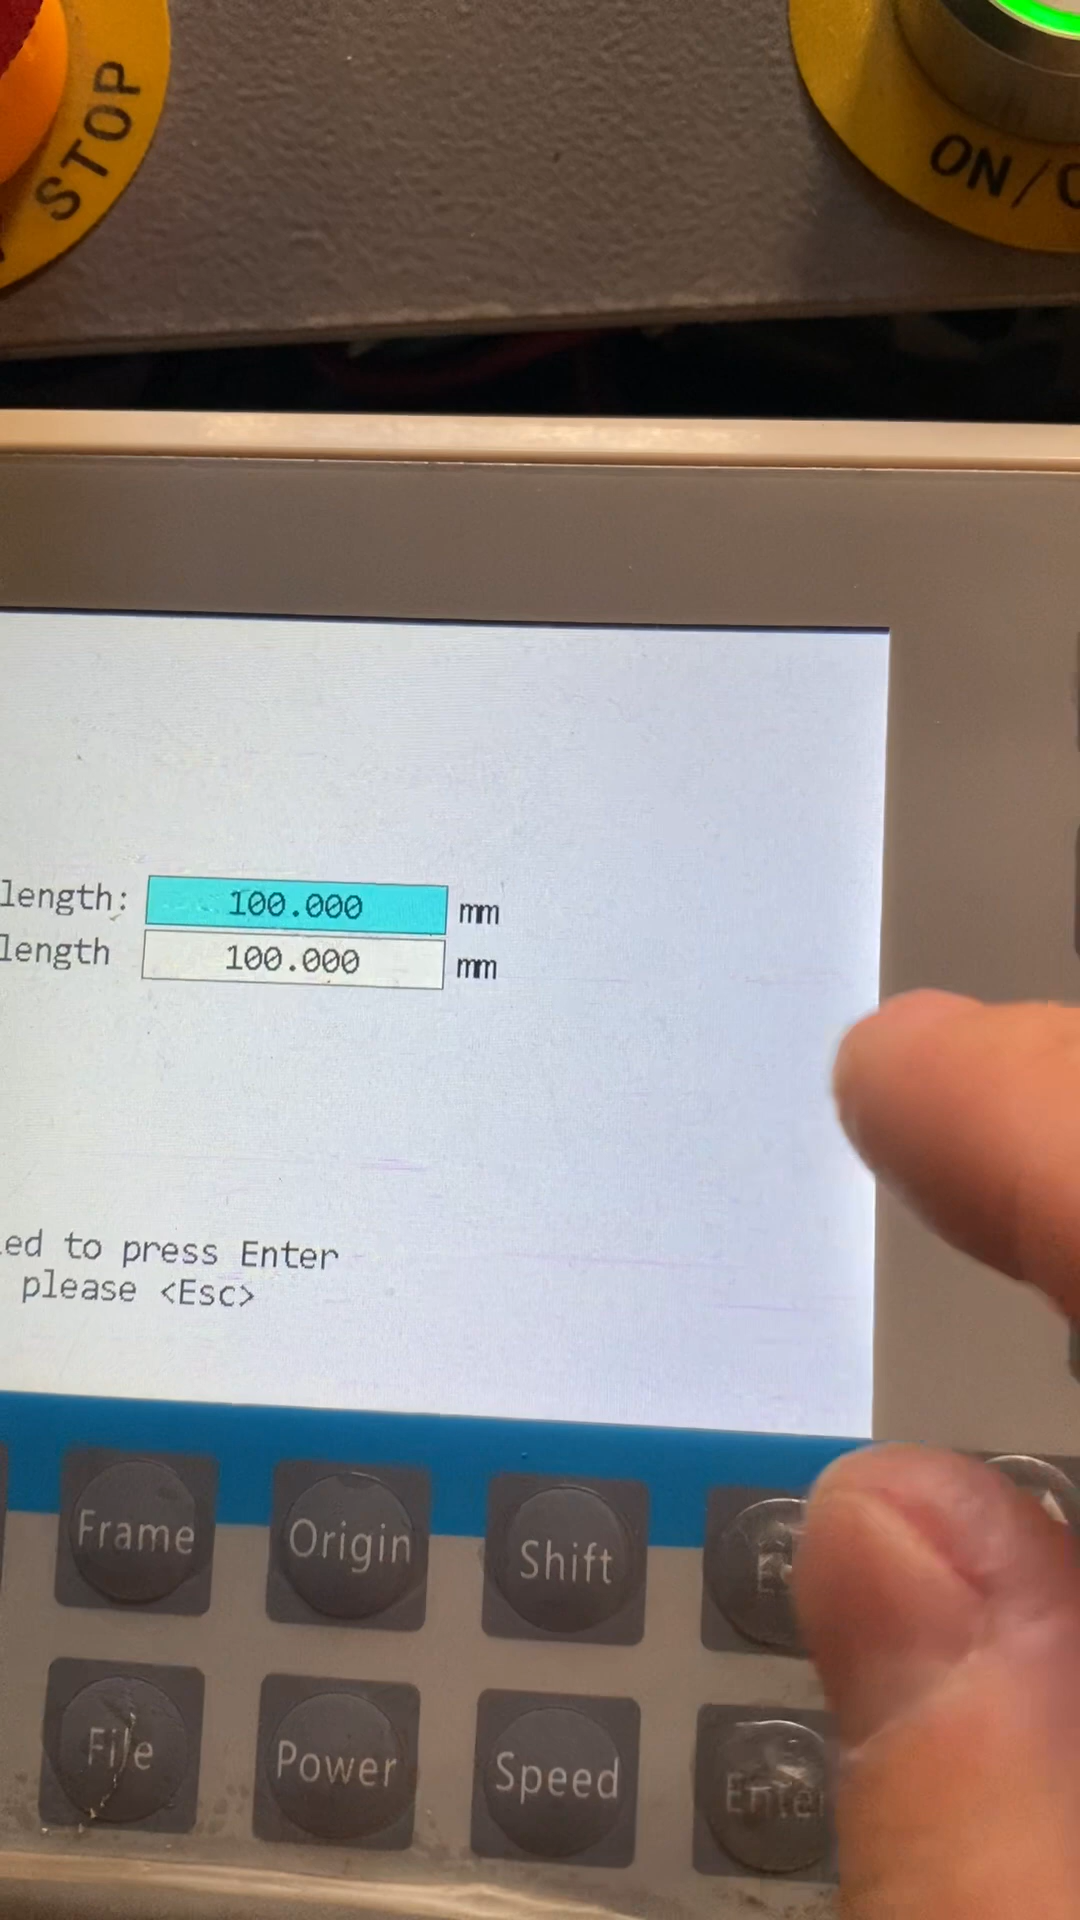 STOP
ON/
length: 100.000 mm
length 100.000 mm
ed to press Enter
please <Esc>
Frame Origin Shift
File Power Speed Enter